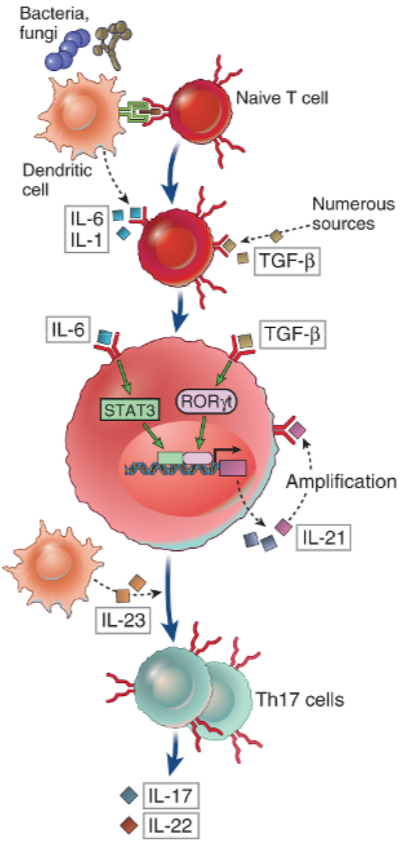 Bacteria,
fungi
Naive T cell
Dendritic
cell
IL-6
IL-1
Numerous
sources
TGF-β
IL-6
TGF-β
STAT3
RORγt
Amplification
IL-21
IL-23
Th17 cells
IL-17
IL-22